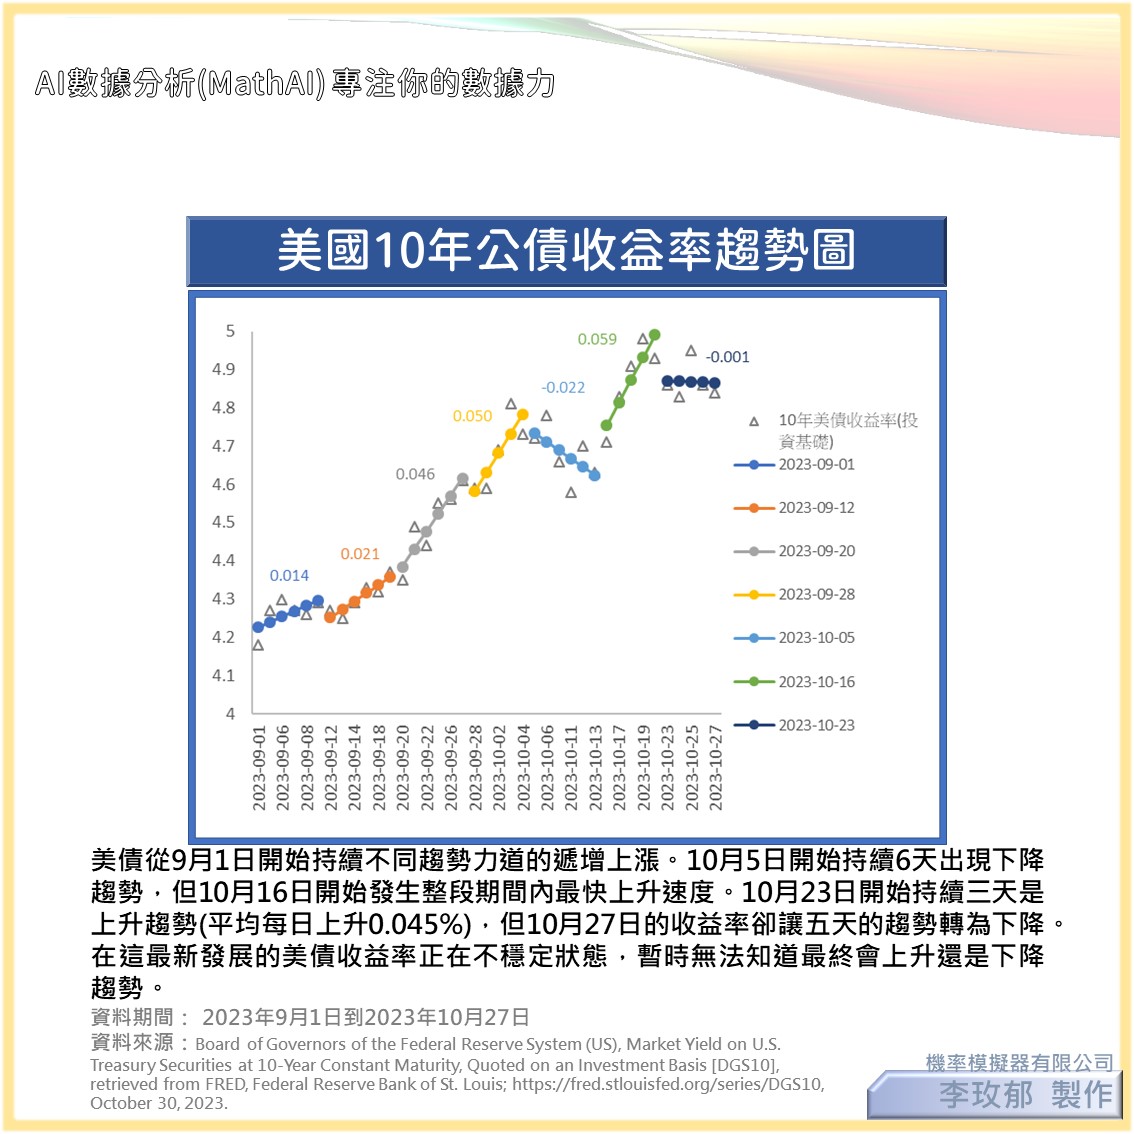 AI數據分析(MathAI) 專注你的數據力
美國10年公債收益率趨勢圖
5
4.9
4.8
4.7
4.6
4.5
4.4
4.3
4.2
4.1
4
0.014
0.021
0.046
0.050
-0.022
0.059
-0.001
2023-09-01
2023-09-06
2023-09-08
2023-09-12
2023-09-14
2023-09-18
2023-09-20
2023-09-22
2023-09-26
2023-09-28
2023-10-02
2023-10-04
2023-10-06
2023-10-11
2023-10-13
2023-10-17
2023-10-19
2023-10-23
2023-10-25
2023-10-27
10年美債收益率(投
資基礎)
2023-09-01
2023-09-12
2023-09-20
2023-09-28
2023-10-05
2023-10-16
2023-10-23
美債從9月1日開始持續不同趨勢力道的遞增上漲。10月5日開始持續6天出現下降
趨勢，但10月16日開始發生整段期間內最快上升速度。10月23日開始持續三天是
上升趨勢(平均每日上升0.045%)，但10月27日的收益率卻讓五天的趨勢轉為下降。
在這最新發展的美債收益率正在不穩定狀態，暫時無法知道最終會上升還是下降
趨勢。
資料期間： 2023年9月1日到2023年10月27日
資料來源：Board of Governors of the Federal Reserve System (US), Market Yield on U.S.
Treasury Securities at 10-Year Constant Maturity, Quoted on an Investment Basis [DGS10],
retrieved from FRED, Federal Reserve Bank of St. Louis; https://fred.stlouisfed.org/series/DGS10,
October 30, 2023.
機率模擬器有限公司
李玫郁 製作